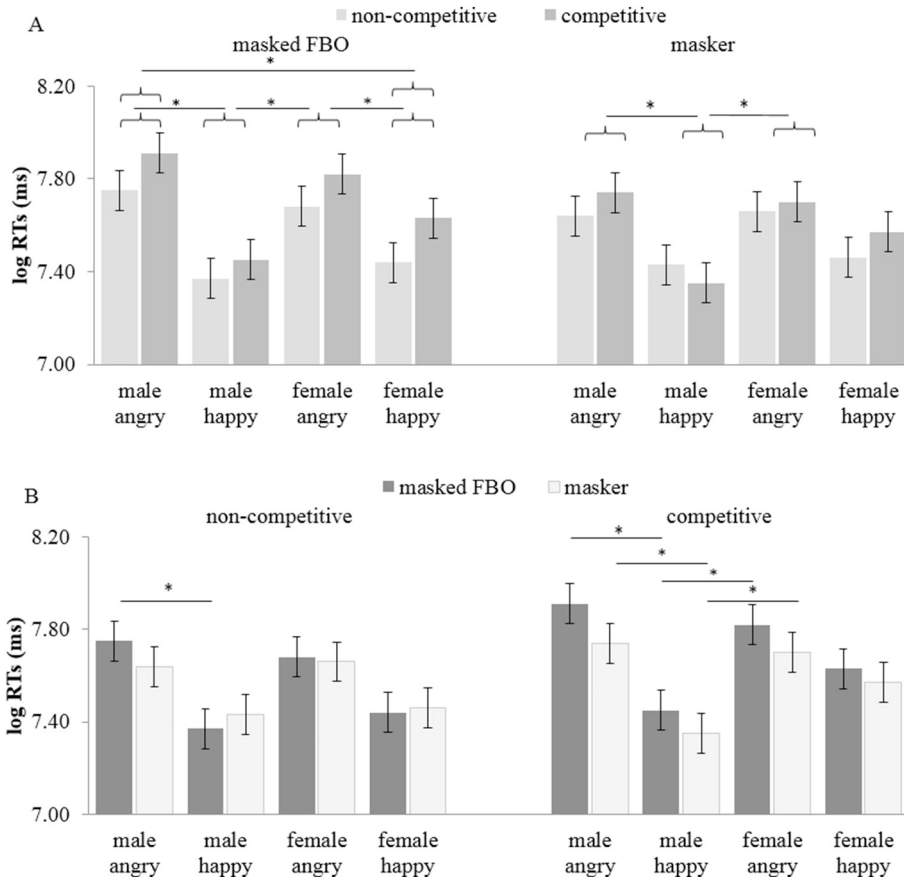 A
non-competitive competitive
masked FBO masker
* 
* * * * *
8.20
7.80
7.40
7.00
log RTs (ms)
male angry male happy female angry female happy male angry male happy female angry female happy
B
masked FBO masker
non-competitive competitive
* * * * *
8.20
7.80
7.40
7.00
log RTs (ms)
male angry male happy female angry female happy male angry male happy female angry female happy